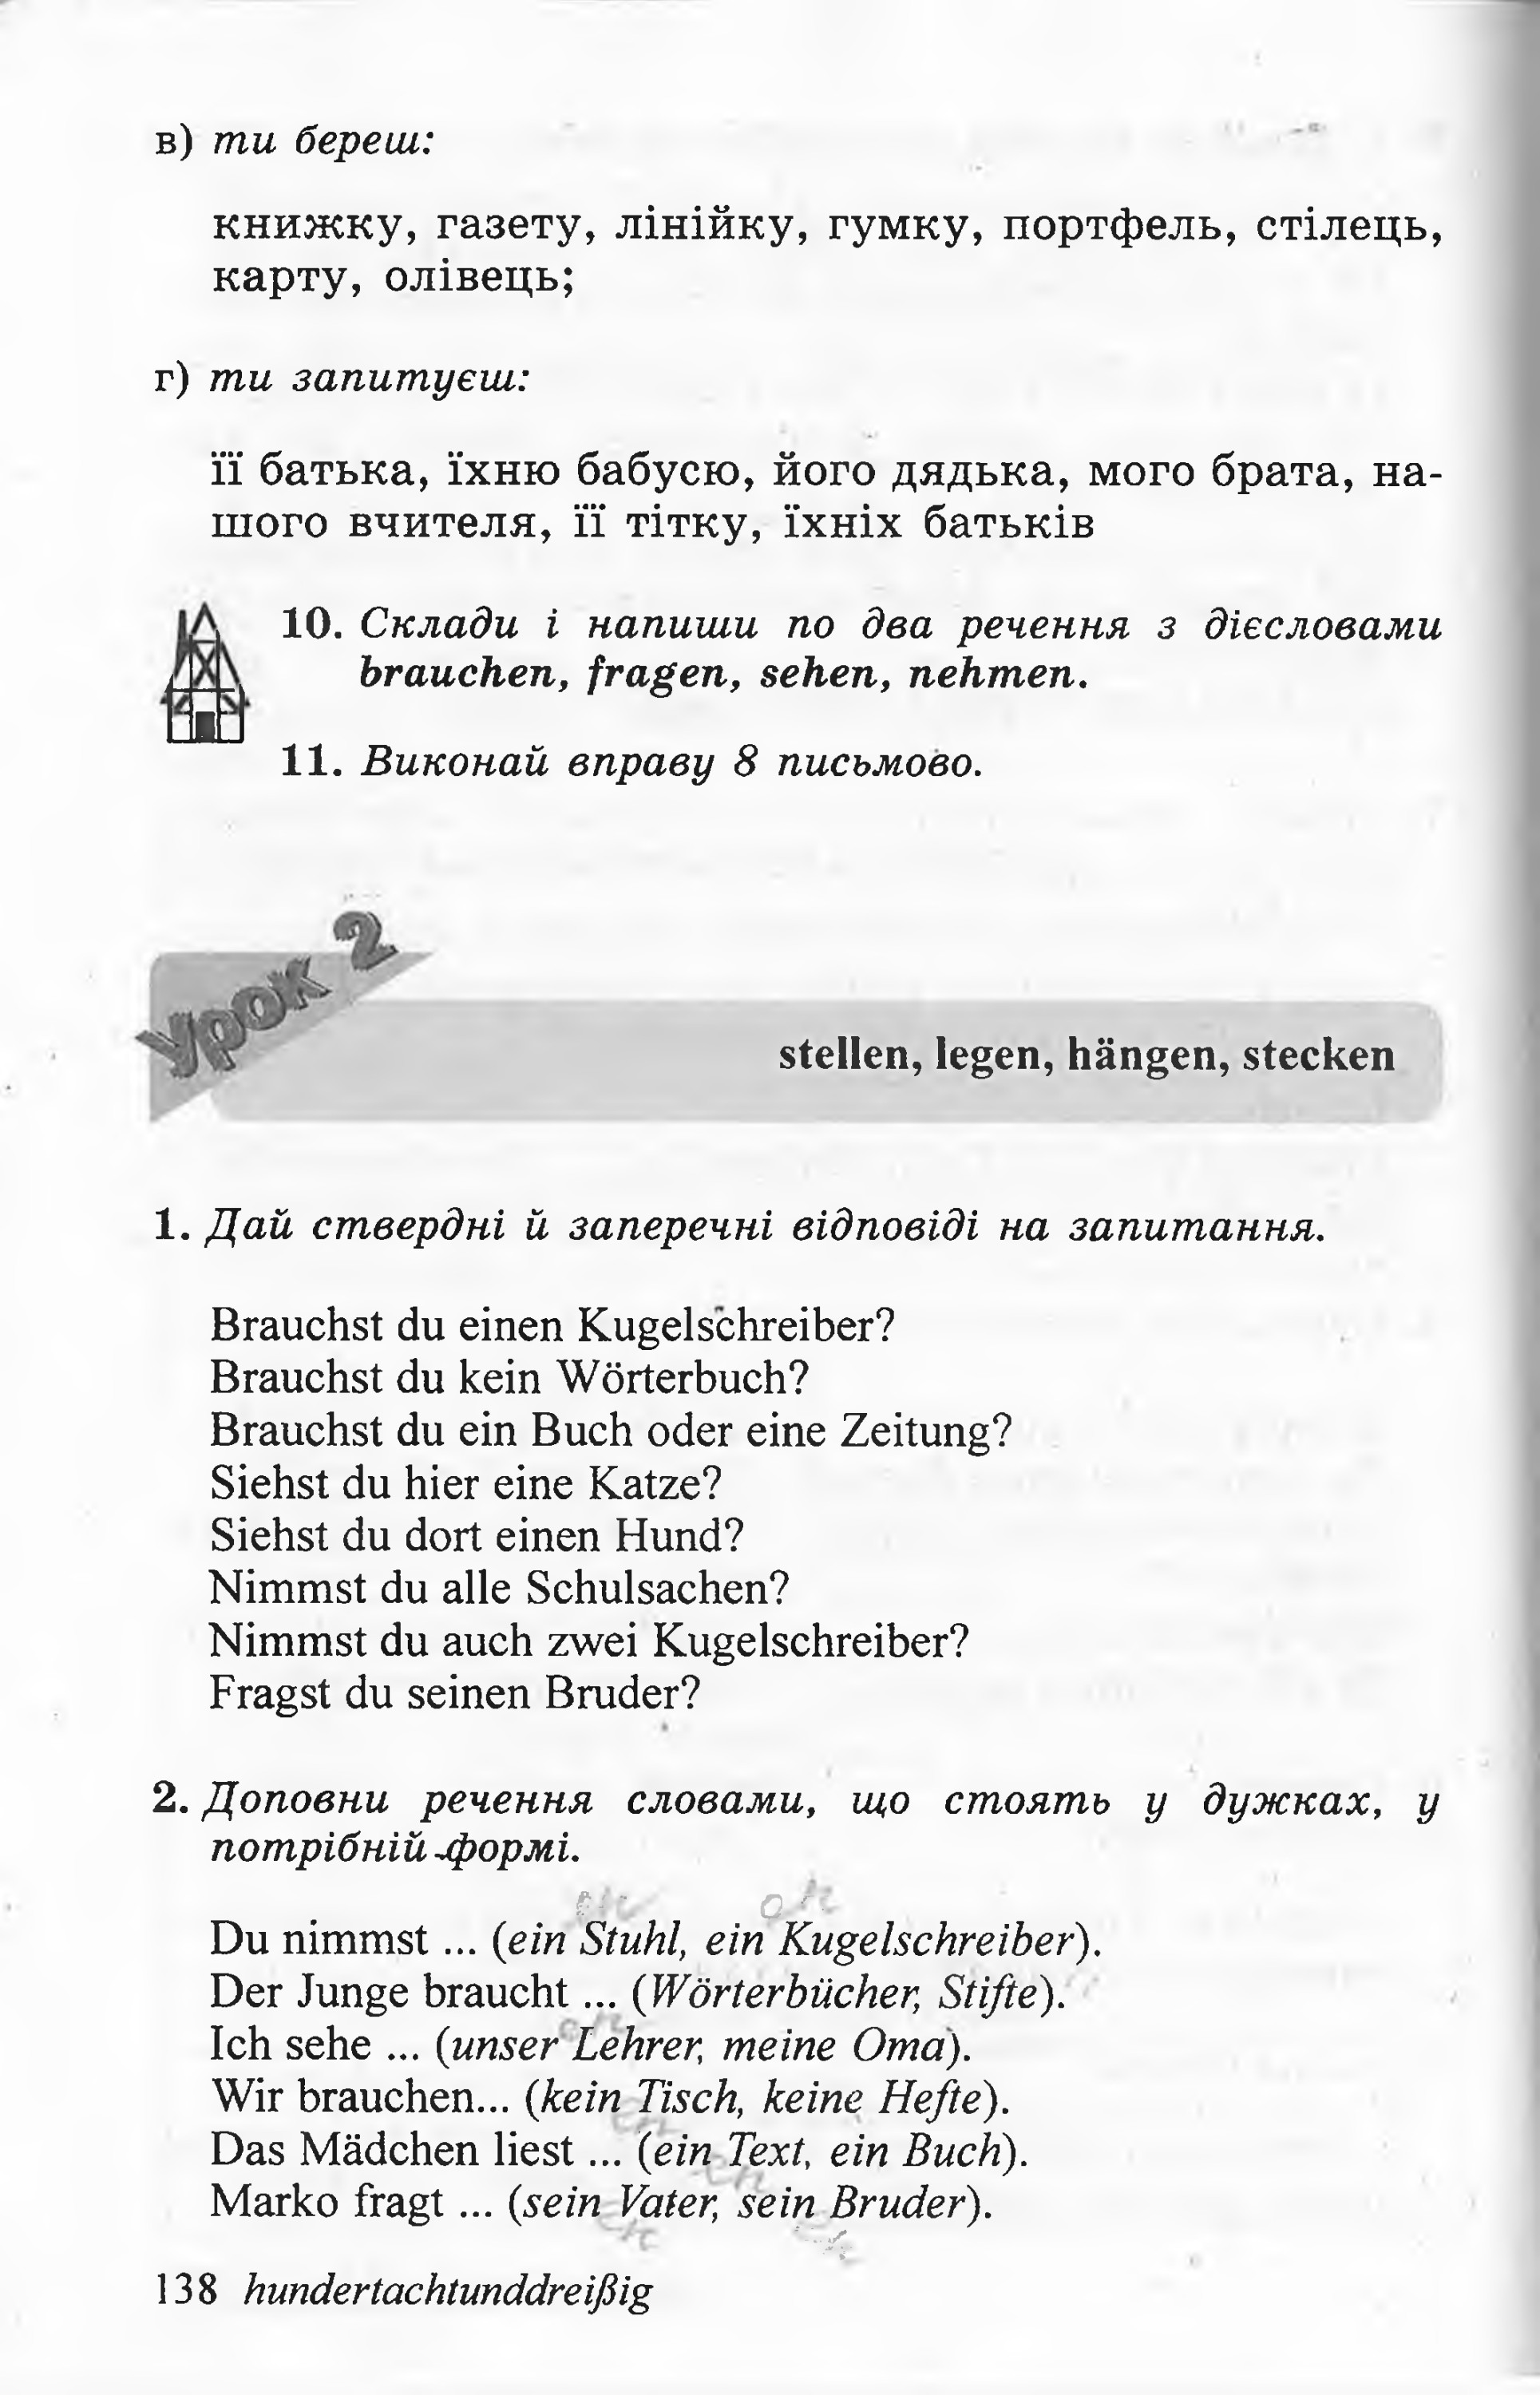 в) ти береш:
книжку, газету, лінійку, гумку, портфель, стілець,
карту, олівець;
г) ти запитуєш:
її батька, їхню бабусю, його дядька, мого брата, на-
шого вчителя, її тітку, їхніх батьків
10. Склади і напиши по два речення з дієсловами
brauchen, fragen, sehen, nehmen.
11. Виконай вправу 8 письмово.
Урок 2
stellen, legen, hängen, stecken
1. Дай ствердні й заперечні відповіді на запитання.
Brauchst du einen Kugelschreiber?
Brauchst du kein Wörterbuch?
Brauchst du ein Buch oder eine Zeitung?
Siehst du hier eine Katze?
Siehst du dort einen Hund?
Nimmst du alle Schulsachen?
Nimmst du auch zwei Kugelschreiber?
Fragst du seinen Bruder?
2. Доповни речення словами, що стоять у дужках, у
потрібній формі.
Du nimmst ... (ein Stuhl, ein Kugelschreiber).
Der Junge braucht ... (Wörterbücher, Stifte).
Ich sehe ... (unser Lehrer, meine Oma).
Wir brauchen... (kein Tisch, keine Hefte).
Das Mädchen liest ... (ein Text, ein Buch).
Marko fragt ... (sein Vater, sein Bruder).
138 hundertachtunddreißig